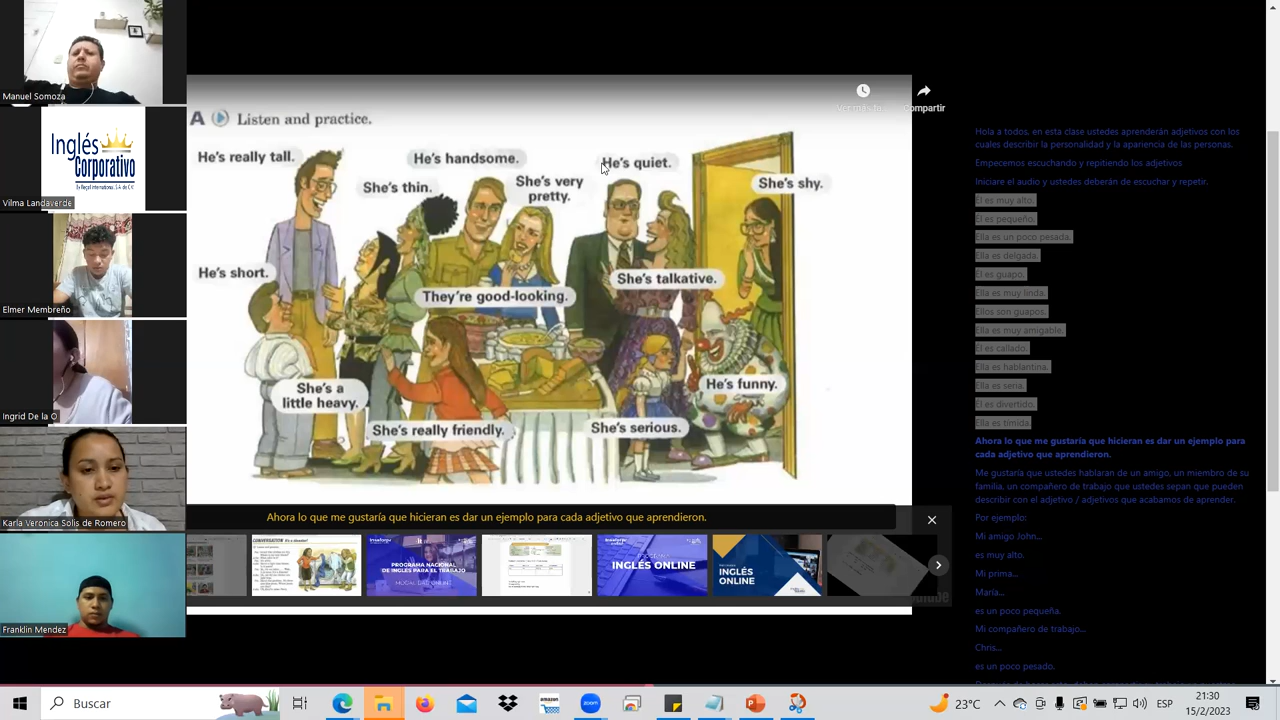 Manuel Somoza
Inglés
Corporativo
Vilma Landaverde
Elmer Membreño
Ingrid De la O
Karla Veronica Solis de Romero
Franklin Mendez
Compartir
A Listen and practice.
He's really tall.
He's handsome.
He's quiet.
She's thin.
She's very
pretty.
She's shy.
He's short.
She's talkative.
They're good-looking.
She's a
little heavy.
He's funny.
She's really friendly.
She's serious.
Ahora lo que me gustaría que hicieran es dar un ejemplo para cada adjetivo que aprendieron.
CONVERSATION
PROGRAMA NACIONAL
DE INGLES PARA EL TRABAJO
INGLÉS ONLINE
INGLÉS
ONLINE
Hola a todos, en esta clase ustedes aprenderán adjetivos con los
cuales describir la personalidad y la apariencia de las personas.
Empecemos escuchando y repitiendo los adjetivos
Iniciare el audio y ustedes deberán de escuchar y repetir.
Él es muy alto.
Él es pequeño.
Ella es un poco pesada.
Ella es delgada.
Él es guapo.
Ella es muy linda.
Ellos son guapos.
Ella es muy amigable.
Él es callado.
Ella es hablantina.
Ella es seria.
Él es divertido.
Ella es tímida.
Ahora lo que me gustaría que hicieran es dar un ejemplo para
cada adjetivo que aprendieron.
Me gustaría que ustedes hablaran de un amigo, un miembro de su
familia, un compañero de trabajo que ustedes sepan que pueden
describir con el adjetivo / adjetivos que acabamos de aprender.
Por ejemplo:
Mi amigo John...
es muy alto.
Mi prima...
María...
es un poco pequeña.
Mi compañero de trabajo...
Chris...
es un poco pesado.
Buscar
amazon
zoom
23°C
ESP
21:30
15/2/2023